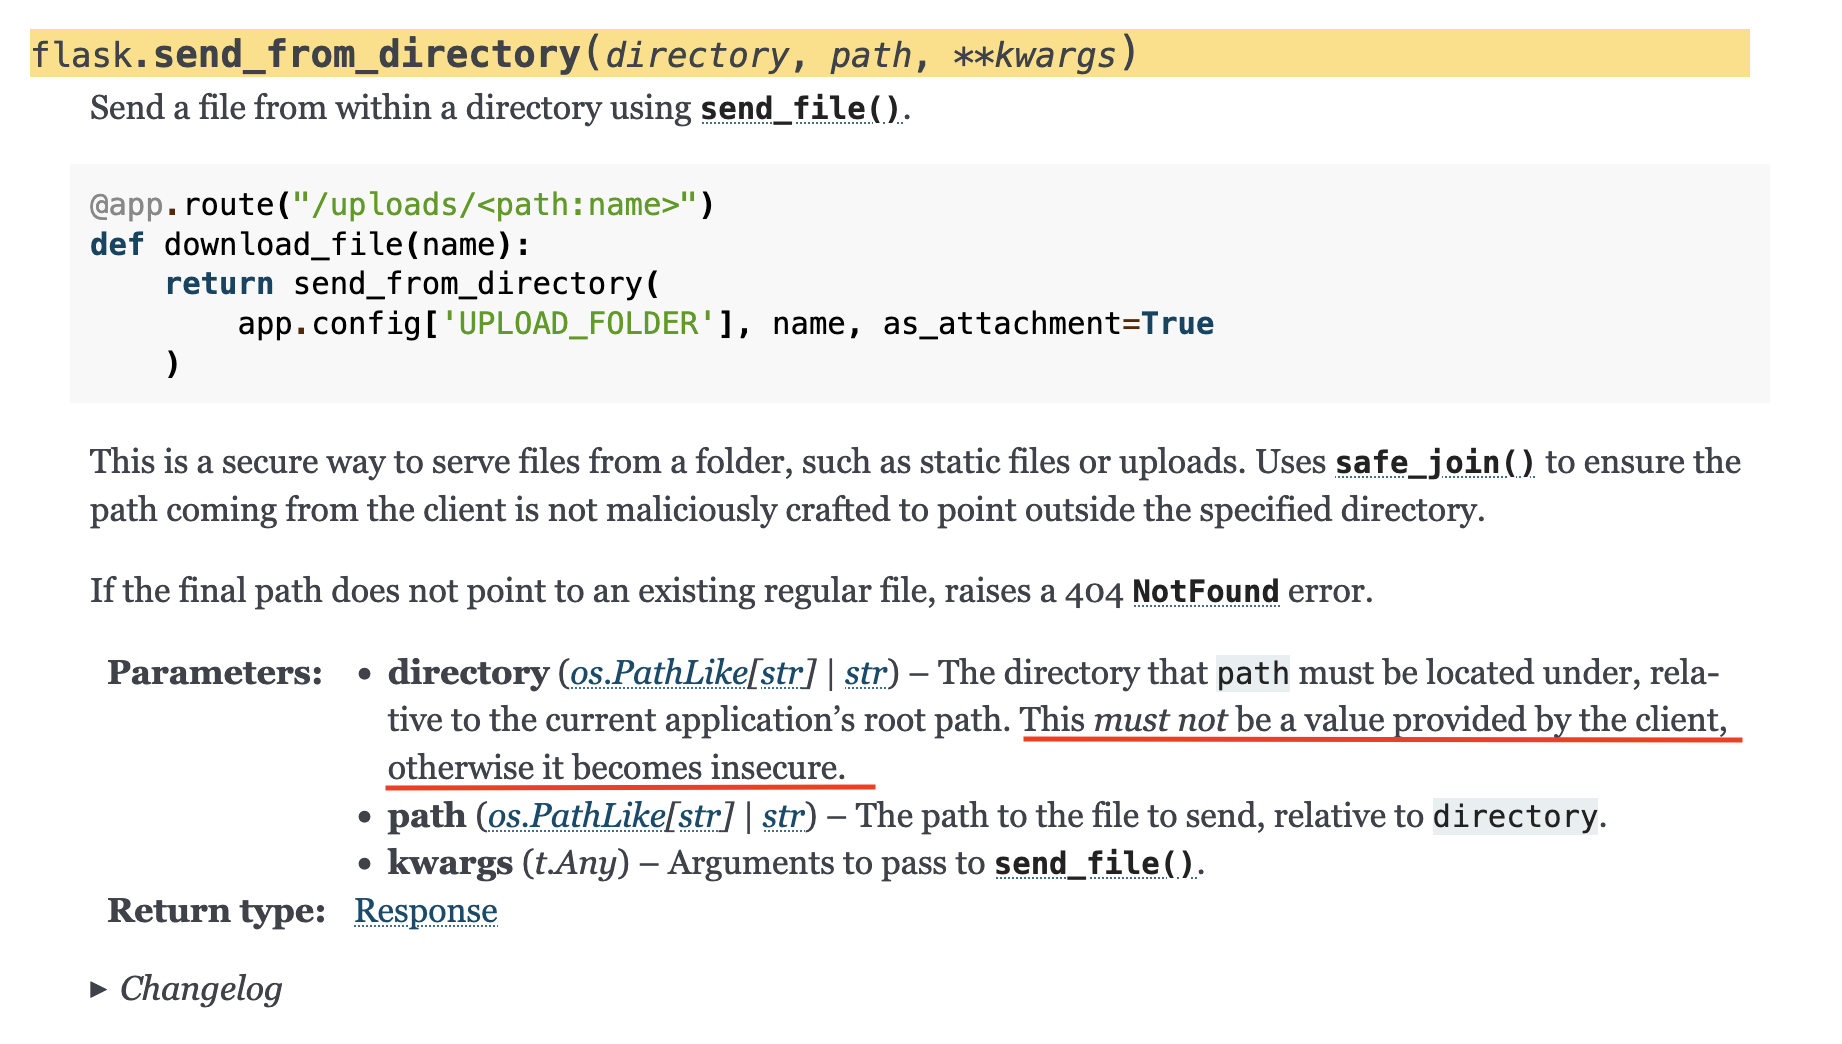 flask.send_from_directory(directory, path, **kwargs)
Send a file from within a directory using send_file().
@app.route("/uploads/<path:name>")
def download_file(name):
    return send_from_directory(
        app.config['UPLOAD_FOLDER'], name, as_attachment=True
    )
This is a secure way to serve files from a folder, such as static files or uploads. Uses safe_join() to ensure the
path coming from the client is not maliciously crafted to point outside the specified directory.
If the final path does not point to an existing regular file, raises a 404 NotFound error.
Parameters: • directory (os.PathLike[str] | str) – The directory that path must be located under, rela-
tive to the current application’s root path. This must not be a value provided by the client,
otherwise it becomes insecure.
• path (os.PathLike[str] | str) – The path to the file to send, relative to directory.
• kwargs (t.Any) – Arguments to pass to send_file().
Return type: Response
▸ Changelog